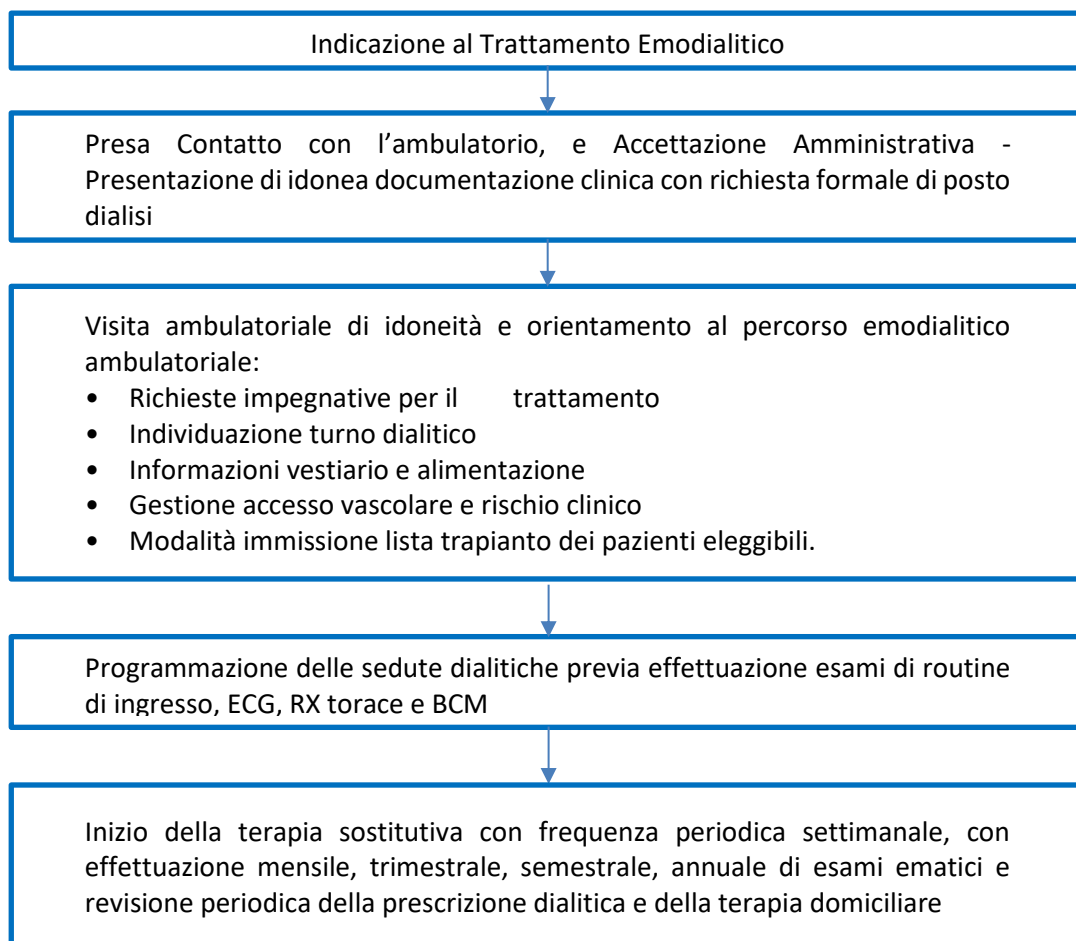 Indicazione al Trattamento Emodialitico
Presa Contatto con l'ambulatorio, e Accettazione Amministrativa -
Presentazione di idonea documentazione clinica con richiesta formale di posto
dialisi
Visita ambulatoriale di idoneità e orientamento al percorso emodialitico
ambulatoriale:
• Richieste impegnative per il trattamento
• Individuazione turno dialitico
• Informazioni vestiario e alimentazione
• Gestione accesso vascolare e rischio clinico
• Modalità immissione lista trapianto dei pazienti eleggibili.
Programmazione delle sedute dialitiche previa effettuazione esami di routine
di ingresso, ECG, RX torace e BCM
Inizio della terapia sostitutiva con frequenza periodica settimanale, con
effettuazione mensile, trimestrale, semestrale, annuale di esami ematici e
revisione periodica della prescrizione dialitica e della terapia domiciliare